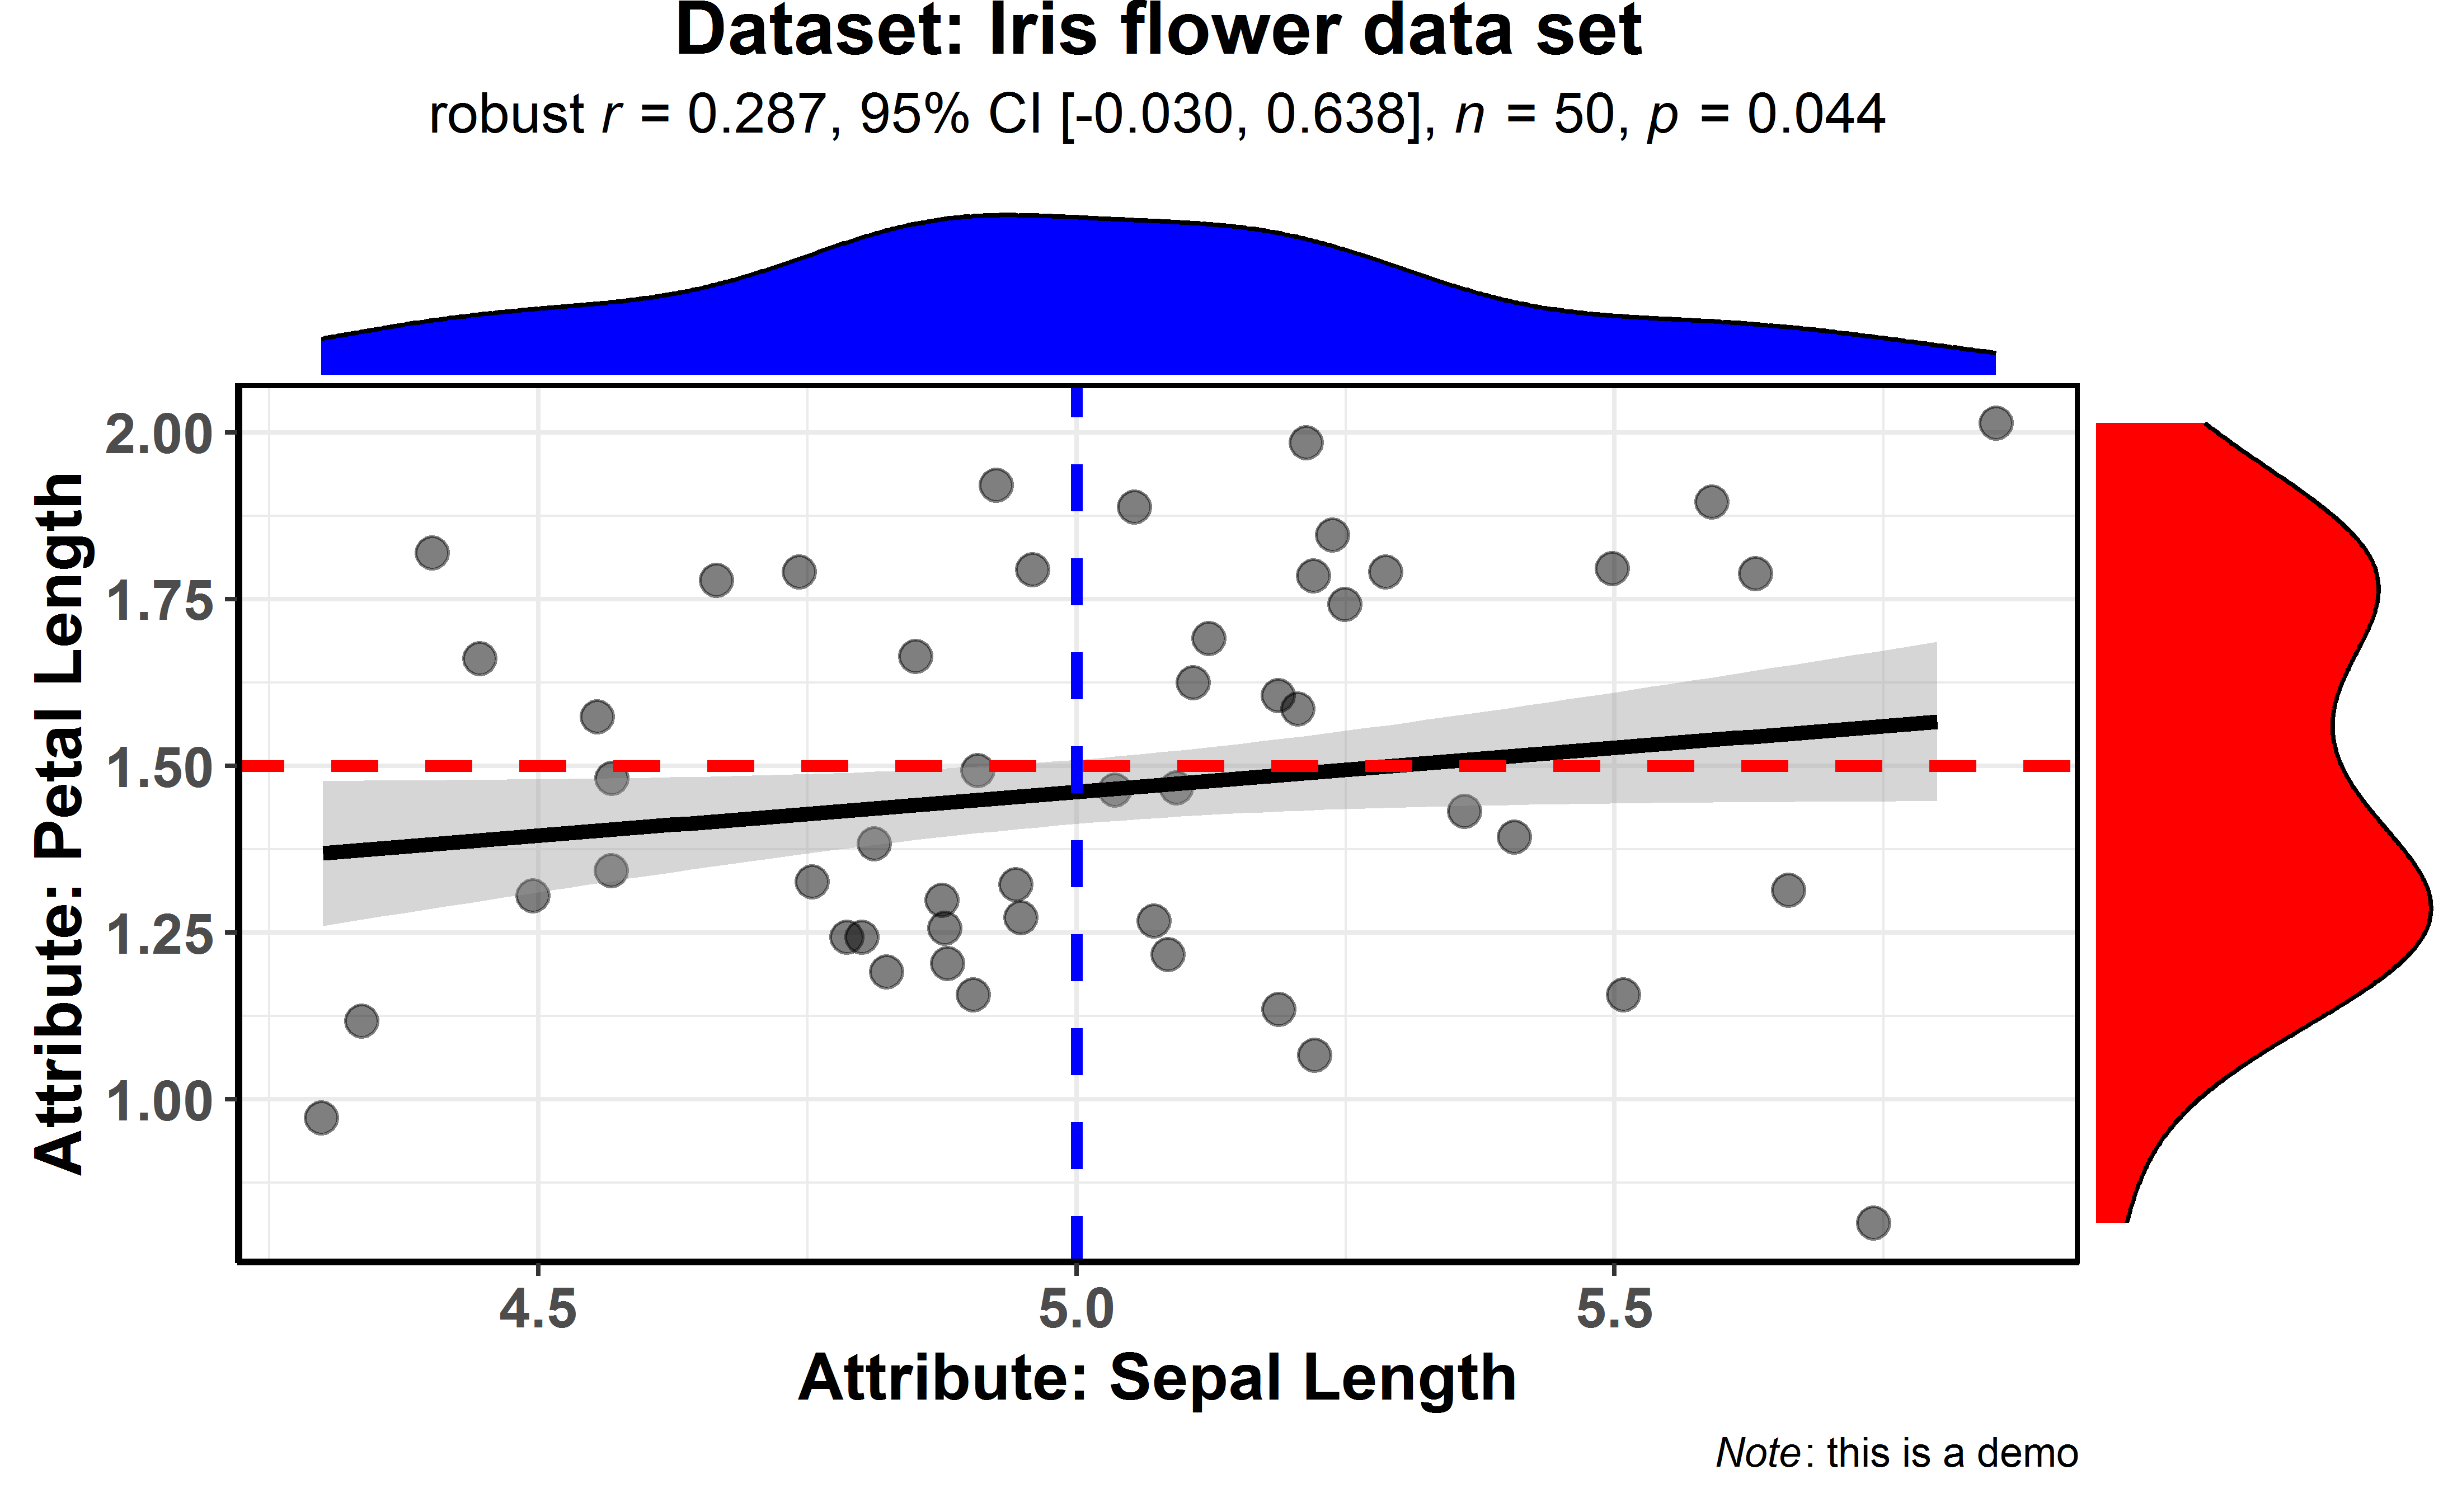 Dataset: Iris flower data set
robust r = 0.287, 95% CI [-0.030, 0.638], n = 50, p = 0.044
2.00
1.75
1.50
1.25
1.00
Attribute: Petal Length
4.5 5.0 5.5
Attribute: Sepal Length
Note: this is a demo